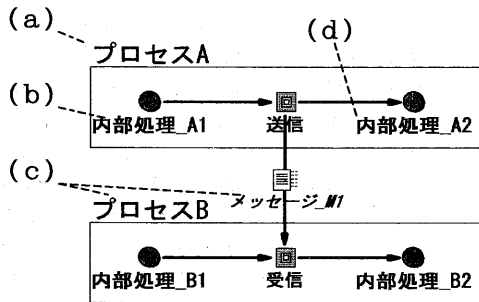 (a)
プロセスA
(d)
(b)
内部処理_A1
送信
内部処理_A2
(c)
メッセージ_M1
プロセスB
内部処理_B1
受信
内部処理_B2